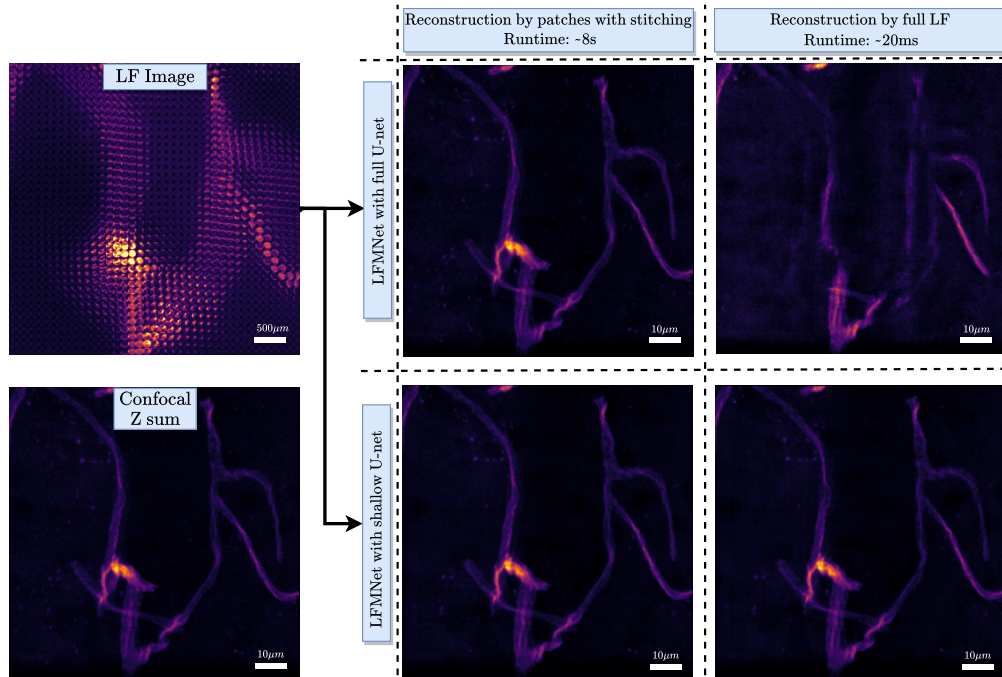 Reconstruction by patches with stitching
Runtime: ~8s
Reconstruction by full LF
Runtime: ~20ms
LF Image
500μm
LFMNet with full U-net
10μm
10μm
Confocal
Z sum
10μm
LFMNet with shallow U-net
10μm
10μm